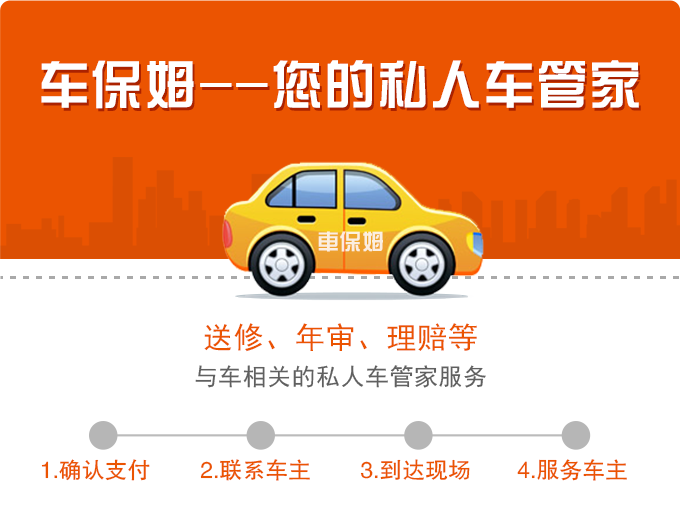 车保姆--您的私人车管家
車保姆
送修、年审、理赔等
与车相关的私人车管家服务
1.确认支付
2.联系车主
3.到达现场
4.服务车主